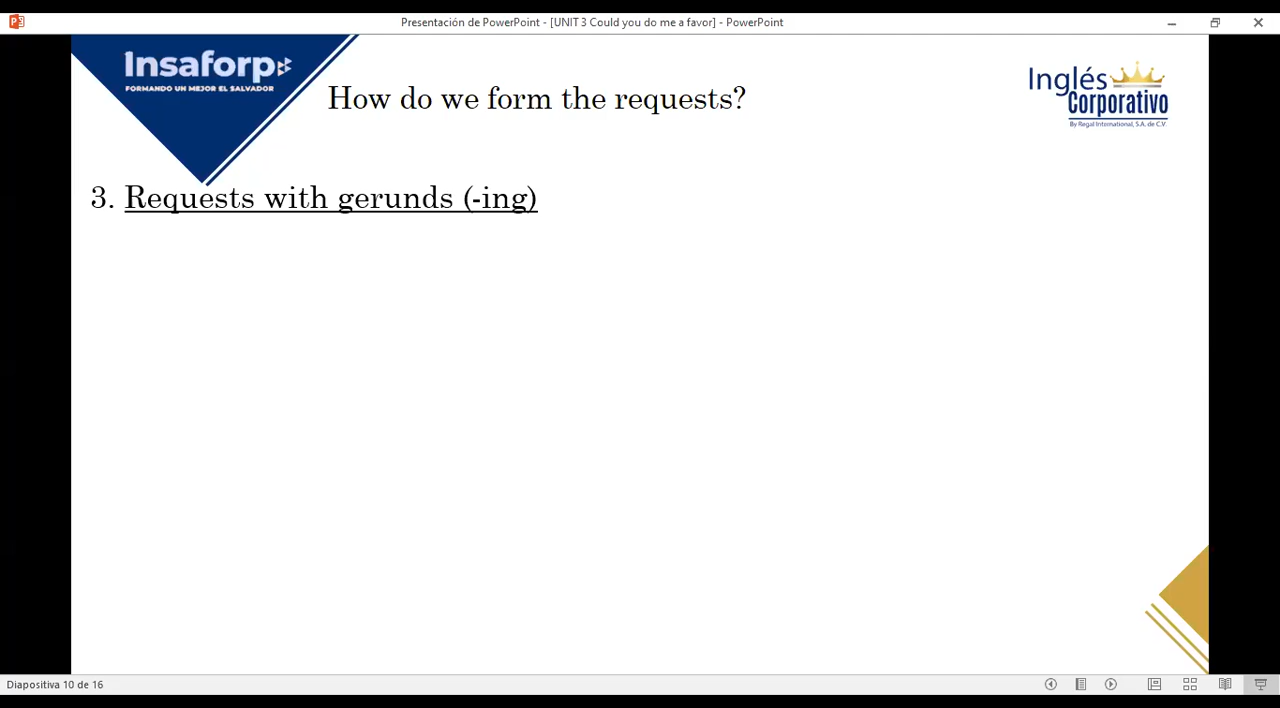 Presentación de PowerPoint - [UNIT 3 Could you do me a favor] - PowerPoint
Insaforp
FORMANDO UN MEJOR EL SALVADOR
How do we form the requests?
Inglés
Corporativo
By Regal International, S.A. de C.V.
3. Requests with gerunds (-ing)
Diapositiva 10 de 16